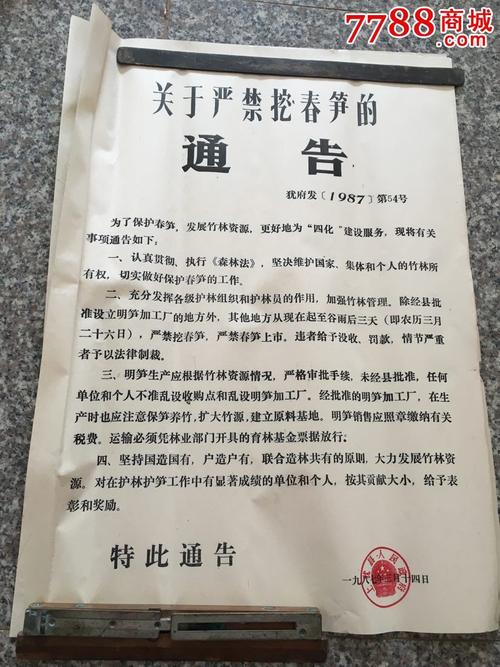 7788商城
.com
关于严禁挖春笋的
通告
犹府发〔1987〕第54号
为了保护春笋，发展竹林资源，更好地为“四化”建设服务，现将有关
事项通告如下：
一、认真贯彻、执行《森林法》，坚决维护国家、集体和个人的竹林所
有权，切实做好保护春笋的工作。
二、充分发挥各级护林组织和护林员的作用，加强竹林管理。除经县批
准设立明笋加工厂的地方外，其他地方从现在起至谷雨后三天（即农历三月
二十六日），严禁挖春笋，严禁春笋上市。违者给予没收、罚款，情节严重
者予以法律制裁。
三、明笋生产应根据竹林资源情况，严格审批手续，未经县批准，任何
单位和个人不准乱设收购点和乱设明笋加工厂。经批准的明笋加工厂，在生
产时也应注意保笋养竹，扩大竹源，建立原料基地。明笋销售应照章缴纳有关
税费。运输必须凭林业部门开具的育林基金票据放行。
四、坚持国造国有，户造户有，联合造林共有的原则，大力发展竹林资
源。对在护林护笋工作中有显著成绩的单位和个人，按其贡献大小，给予表
彰和奖励。
特此通告
上犹县人民政府
一九八七年三月十四日